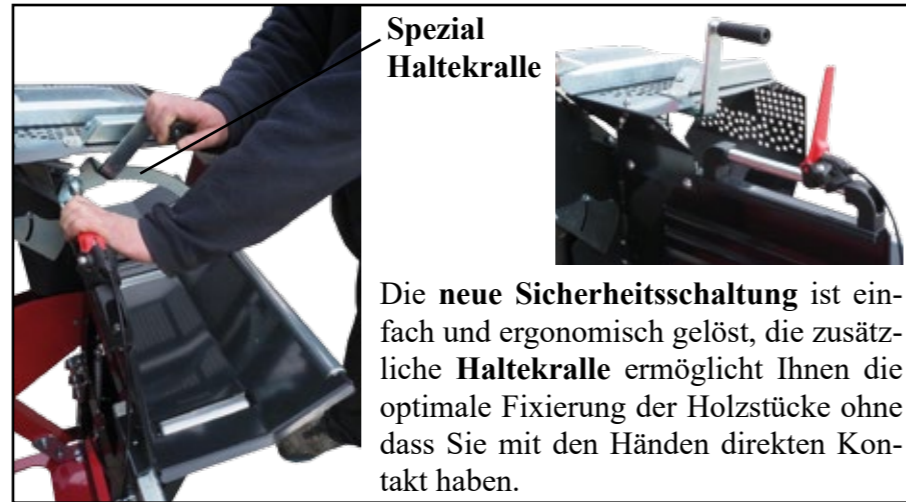 Spezial
Haltekralle
Die neue Sicherheitsschaltung ist ein-
fach und ergonomisch gelöst, die zusätz-
liche Haltekralle ermöglicht Ihnen die
optimale Fixierung der Holzstücke ohne
dass Sie mit den Händen direkten Kon-
takt haben.